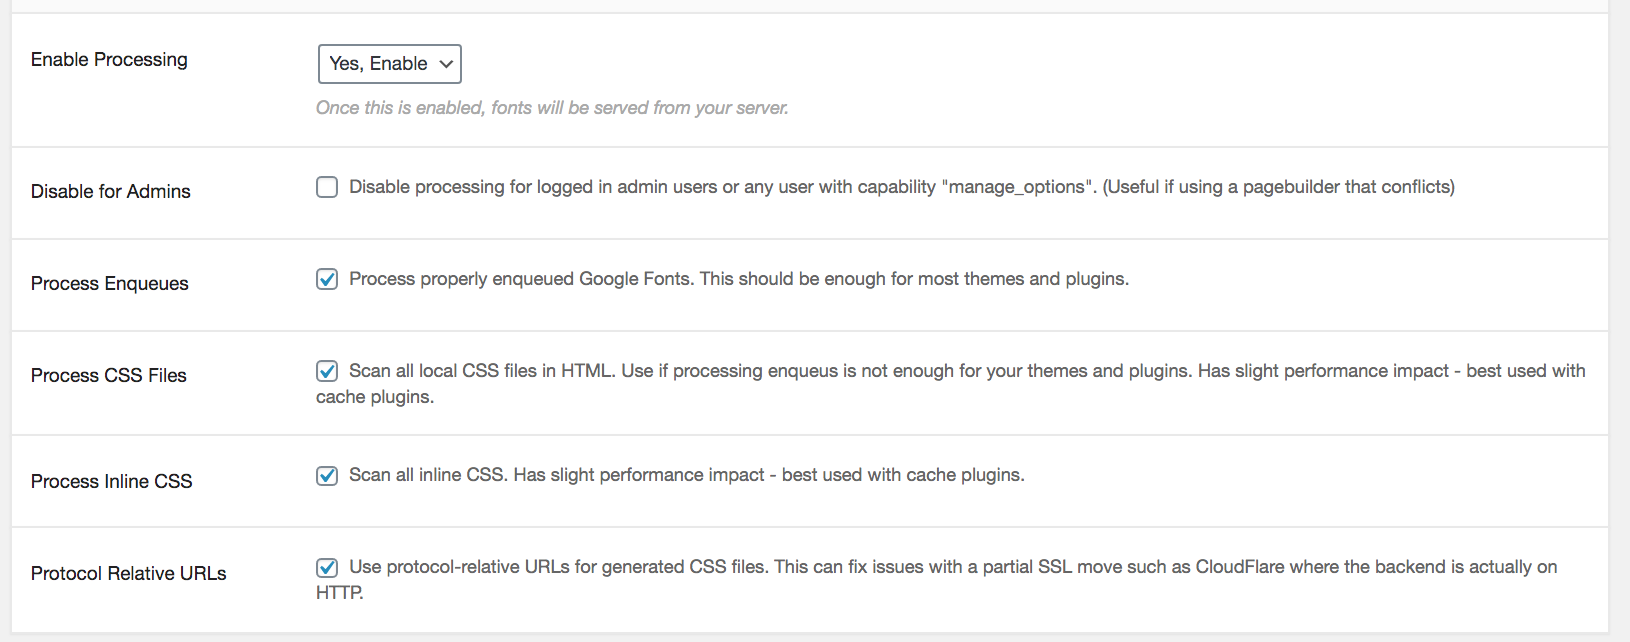 Enable Processing
Yes, Enable
Once this is enabled, fonts will be served from your server.
Disable for Admins
Disable processing for logged in admin users or any user with capability "manage_options". (Useful if using a pagebuilder that conflicts)
Process Enqueues
Process properly enqueued Google Fonts. This should be enough for most themes and plugins.
Process CSS Files
Scan all local CSS files in HTML. Use if processing enqueus is not enough for your themes and plugins. Has slight performance impact - best used with
cache plugins.
Process Inline CSS
Scan all inline CSS. Has slight performance impact - best used with cache plugins.
Protocol Relative URLs
Use protocol-relative URLs for generated CSS files. This can fix issues with a partial SSL move such as CloudFlare where the backend is actually on
HTTP.